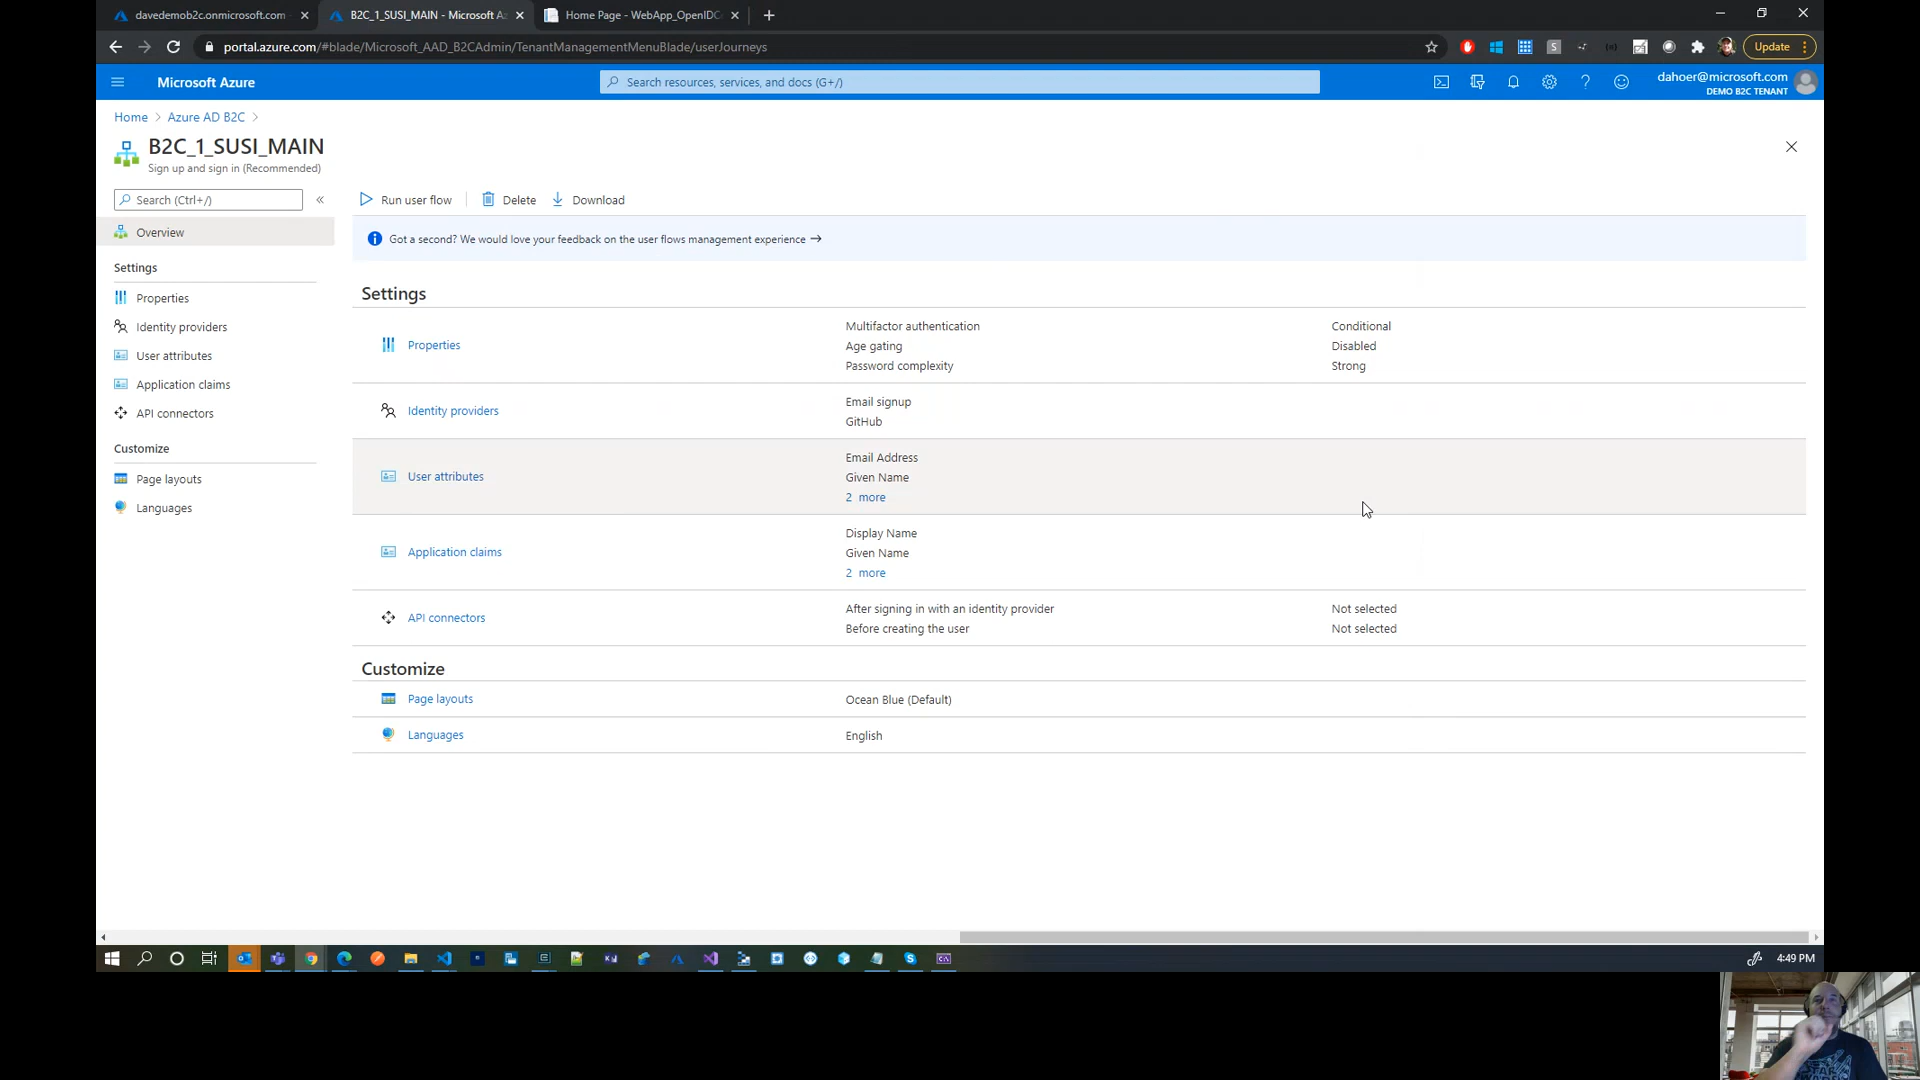 davedemob2c.onmicrosoft.com
B2C_1_SUSI_MAIN - Microsoft Az
Home Page - WebApp_OpenIDC
portal.azure.com/#blade/Microsoft_AAD_B2CAdmin/TenantManagementMenuBlade/userJourneys
Update
Microsoft Azure
Search resources, services, and docs (G+/)
dahoer@microsoft.com
DEMO B2C TENANT
Home > Azure AD B2C >
B2C_1_SUSI_MAIN
Sign up and sign in (Recommended)
Search (Ctrl+/)
«
Run user flow
Delete
Download
Overview
Got a second? We would love your feedback on the user flows management experience →
Settings
Properties
Identity providers
User attributes
Application claims
API connectors
Customize
Page layouts
Languages
Settings
Properties
Multifactor authentication
Conditional
Age gating
Disabled
Password complexity
Strong
Identity providers
Email signup
GitHub
User attributes
Email Address
Given Name
2 more
Application claims
Display Name
Given Name
2 more
API connectors
After signing in with an identity provider
Not selected
Before creating the user
Not selected
Customize
Page layouts
Ocean Blue (Default)
Languages
English
4:49 PM
STAR